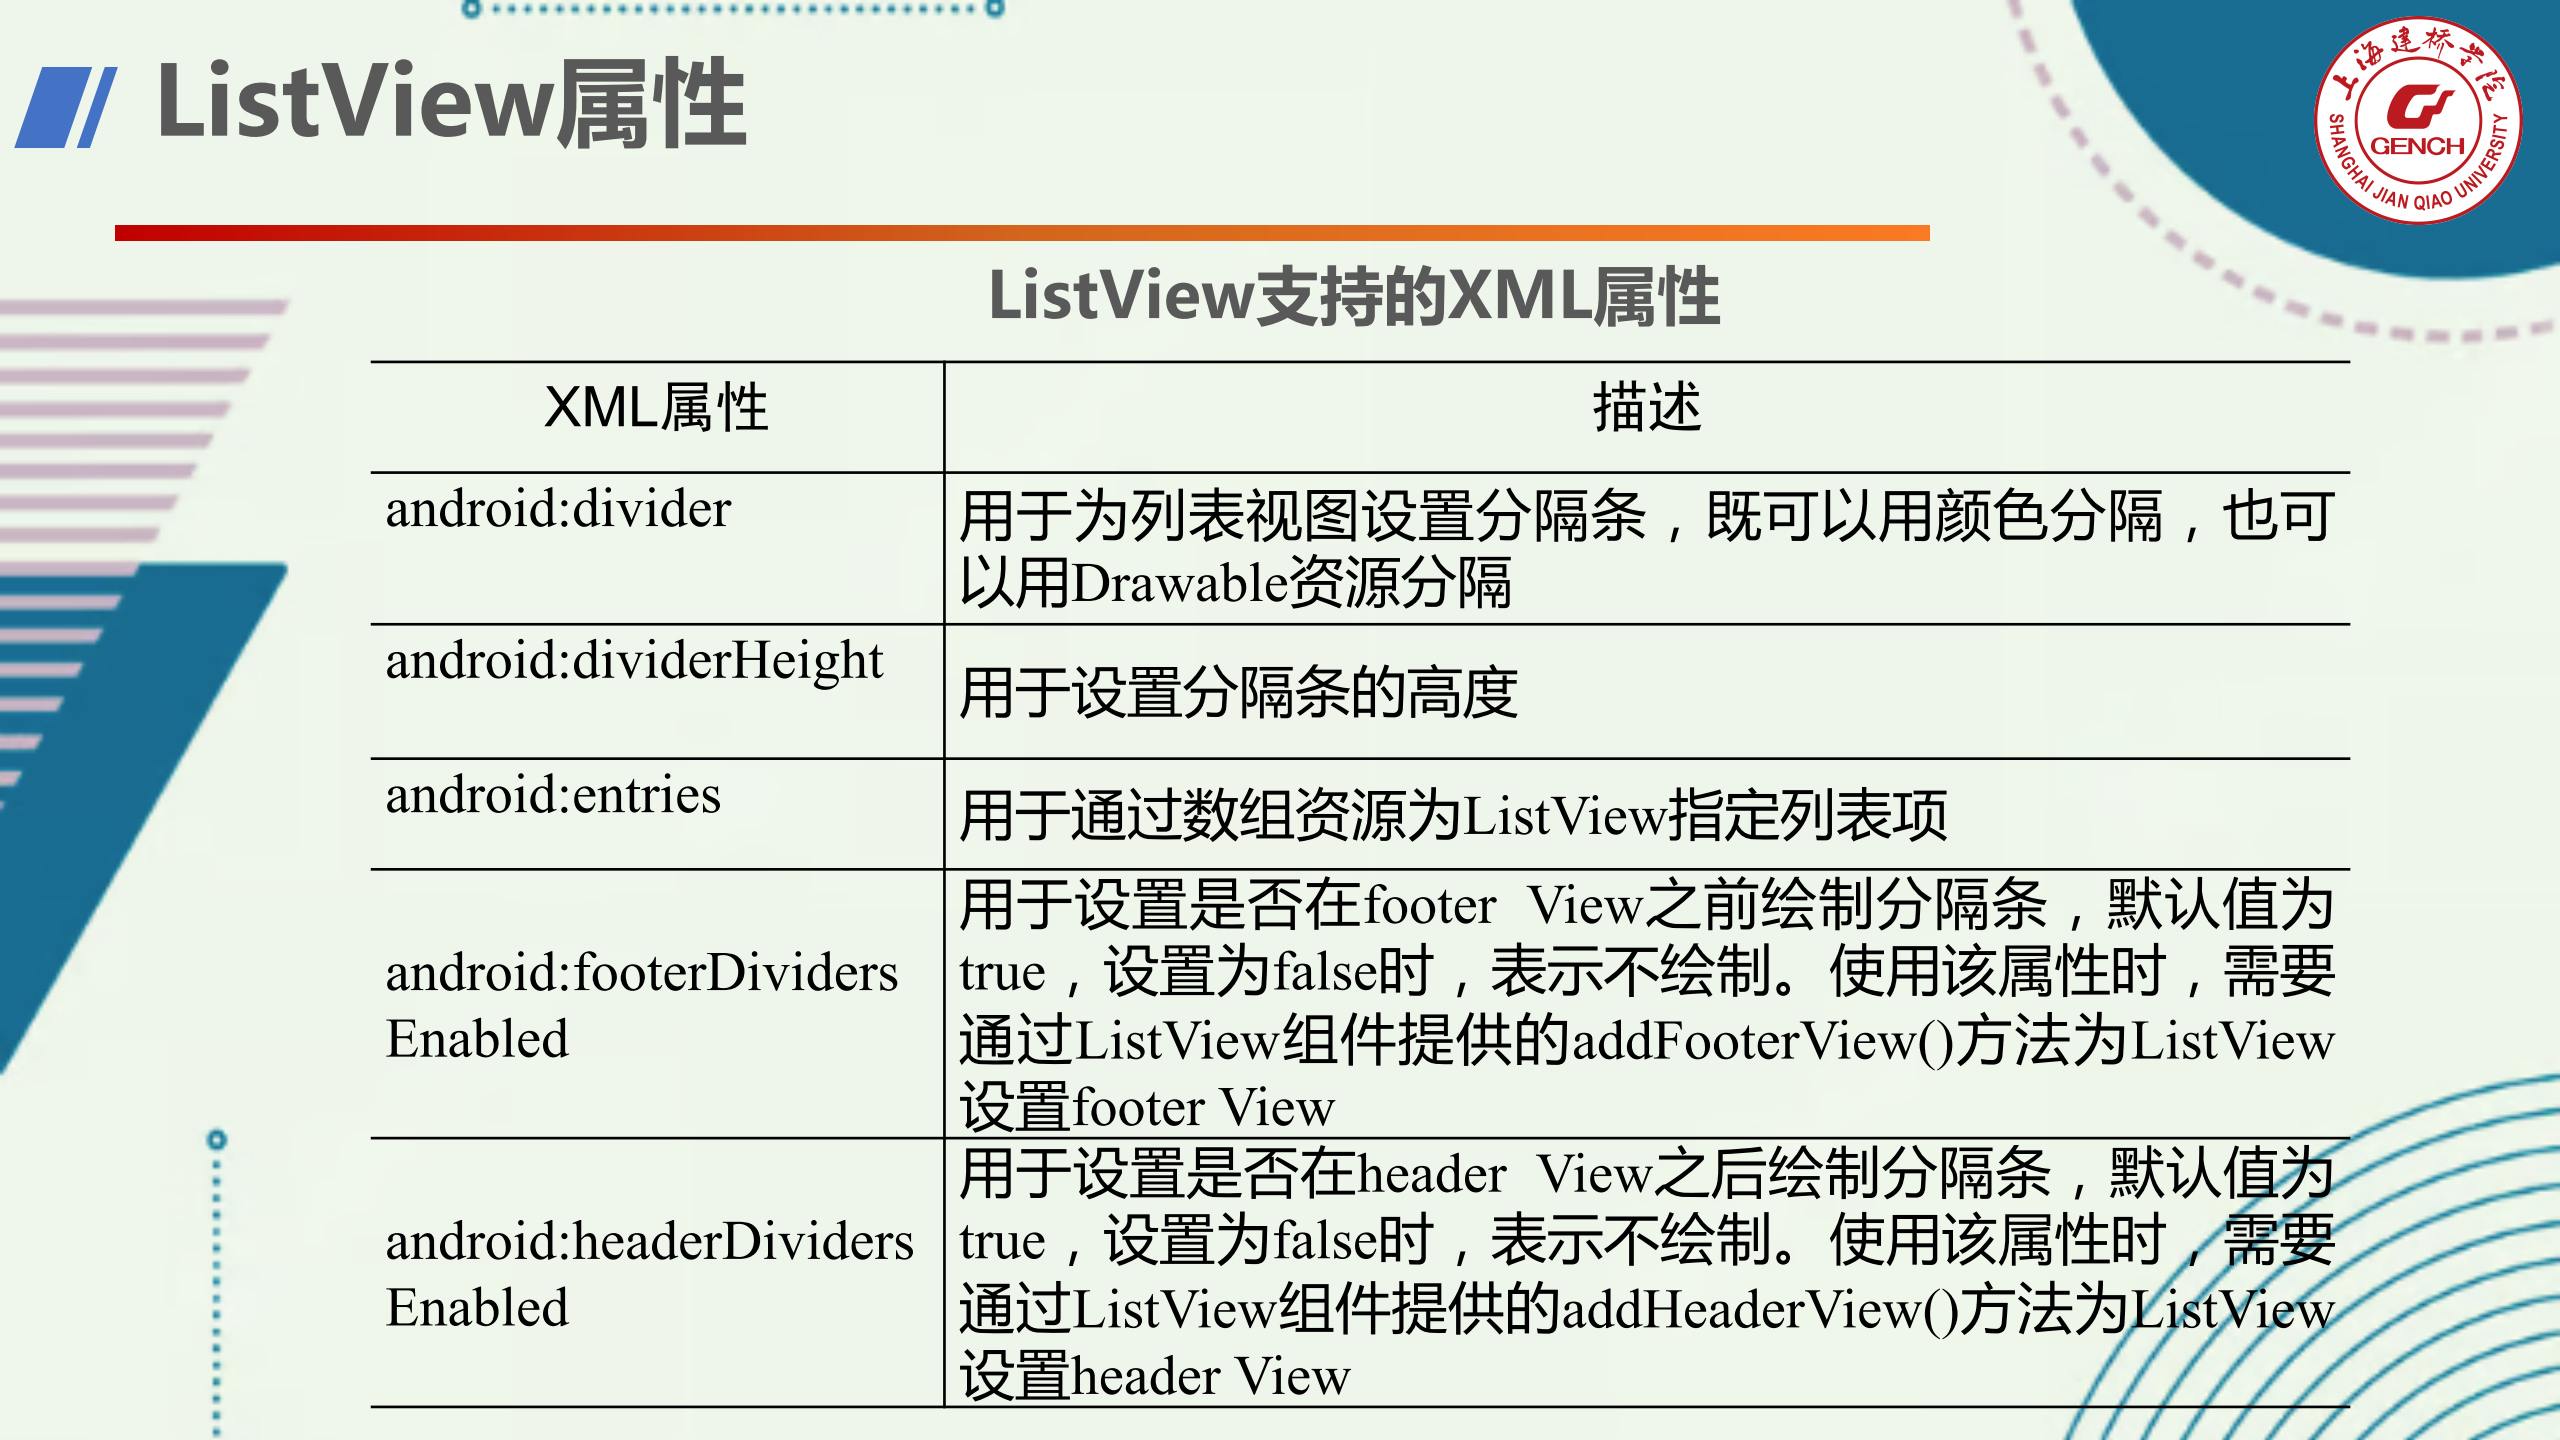 ListView属性
上海建桥学院
GENCH
SHANGHAI JIAN QIAO UNIVERSITY
ListView支持的XML属性
XML属性
描述
android:divider
用于为列表视图设置分隔条，既可以用颜色分隔，也可
以用Drawable资源分隔
android:dividerHeight
用于设置分隔条的高度
android:entries
用于通过数组资源为ListView指定列表项
android:footerDividers
Enabled
用于设置是否在footer View之前绘制分隔条，默认值为
true，设置为false时，表示不绘制。使用该属性时，需要
通过ListView组件提供的addFooterView()方法为ListView
设置footer View
android:headerDividers
Enabled
用于设置是否在header View之后绘制分隔条，默认值为
true，设置为false时，表示不绘制。使用该属性时，需要
通过ListView组件提供的addHeaderView()方法为ListView
设置header View